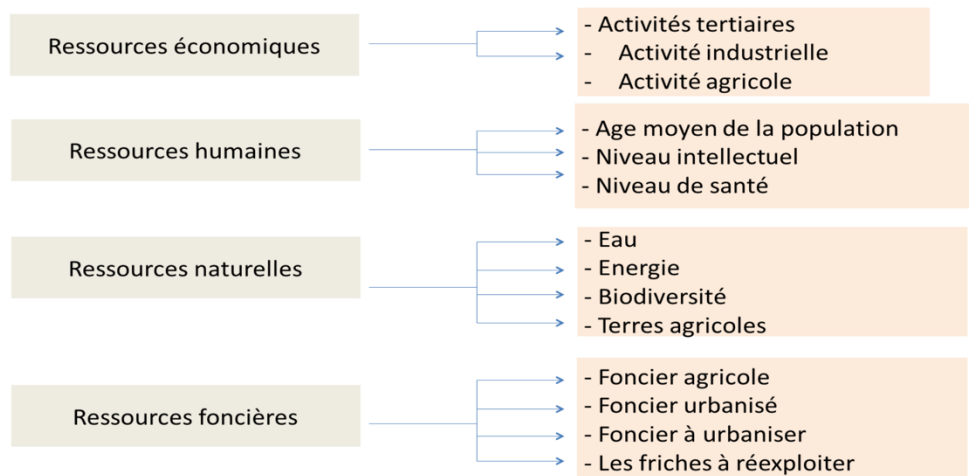 Ressources économiques
- Activités tertiaires
- Activité industrielle
- Activité agricole
Ressources humaines
- Age moyen de la population
- Niveau intellectuel
- Niveau de santé
Ressources naturelles
- Eau
- Energie
- Biodiversité
- Terres agricoles
Ressources foncières
- Foncier agricole
- Foncier urbanisé
- Foncier à urbaniser
- Les friches à réexploiter